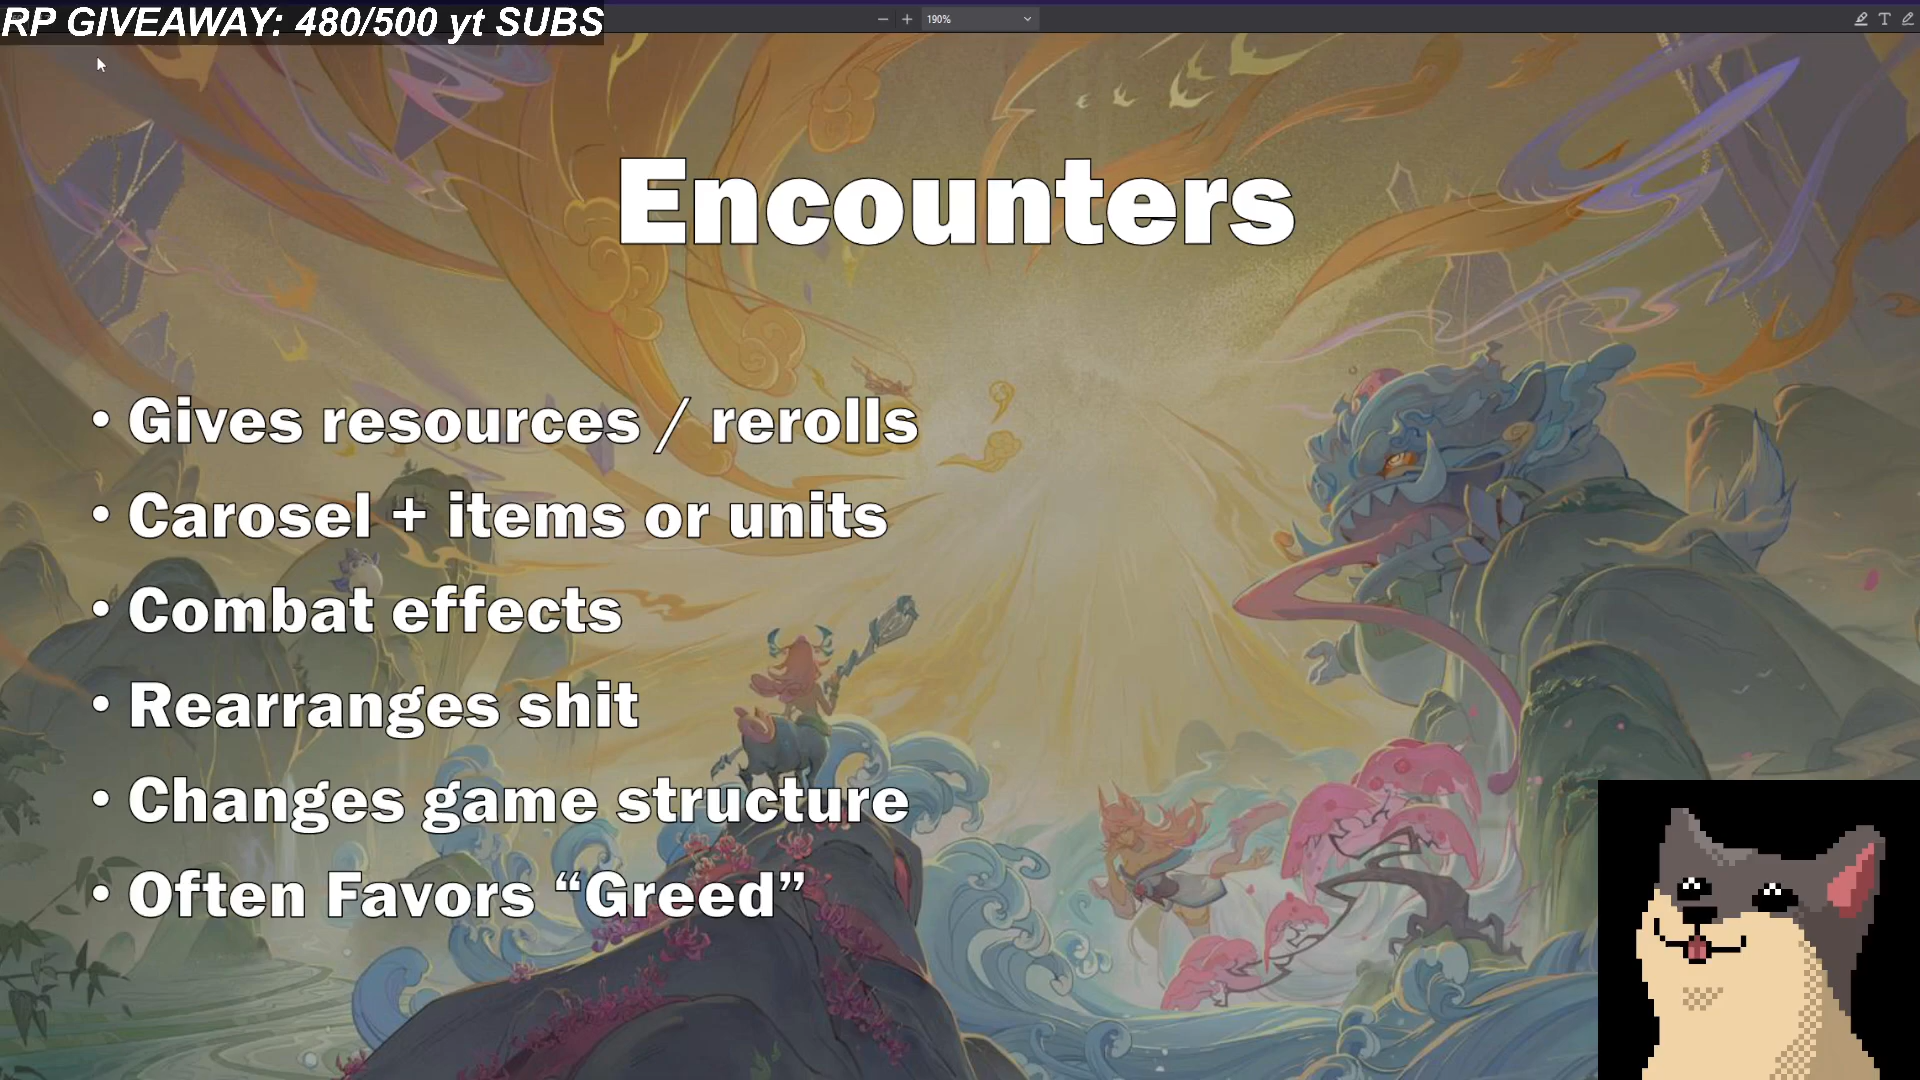 RP GIVEAWAY: 480/500 yt SUBS
190%
Encounters
• Gives resources / rerolls
• Carosel + items or units
• Combat effects
• Rearranges shit
• Changes game structure
• Often Favors “Greed”